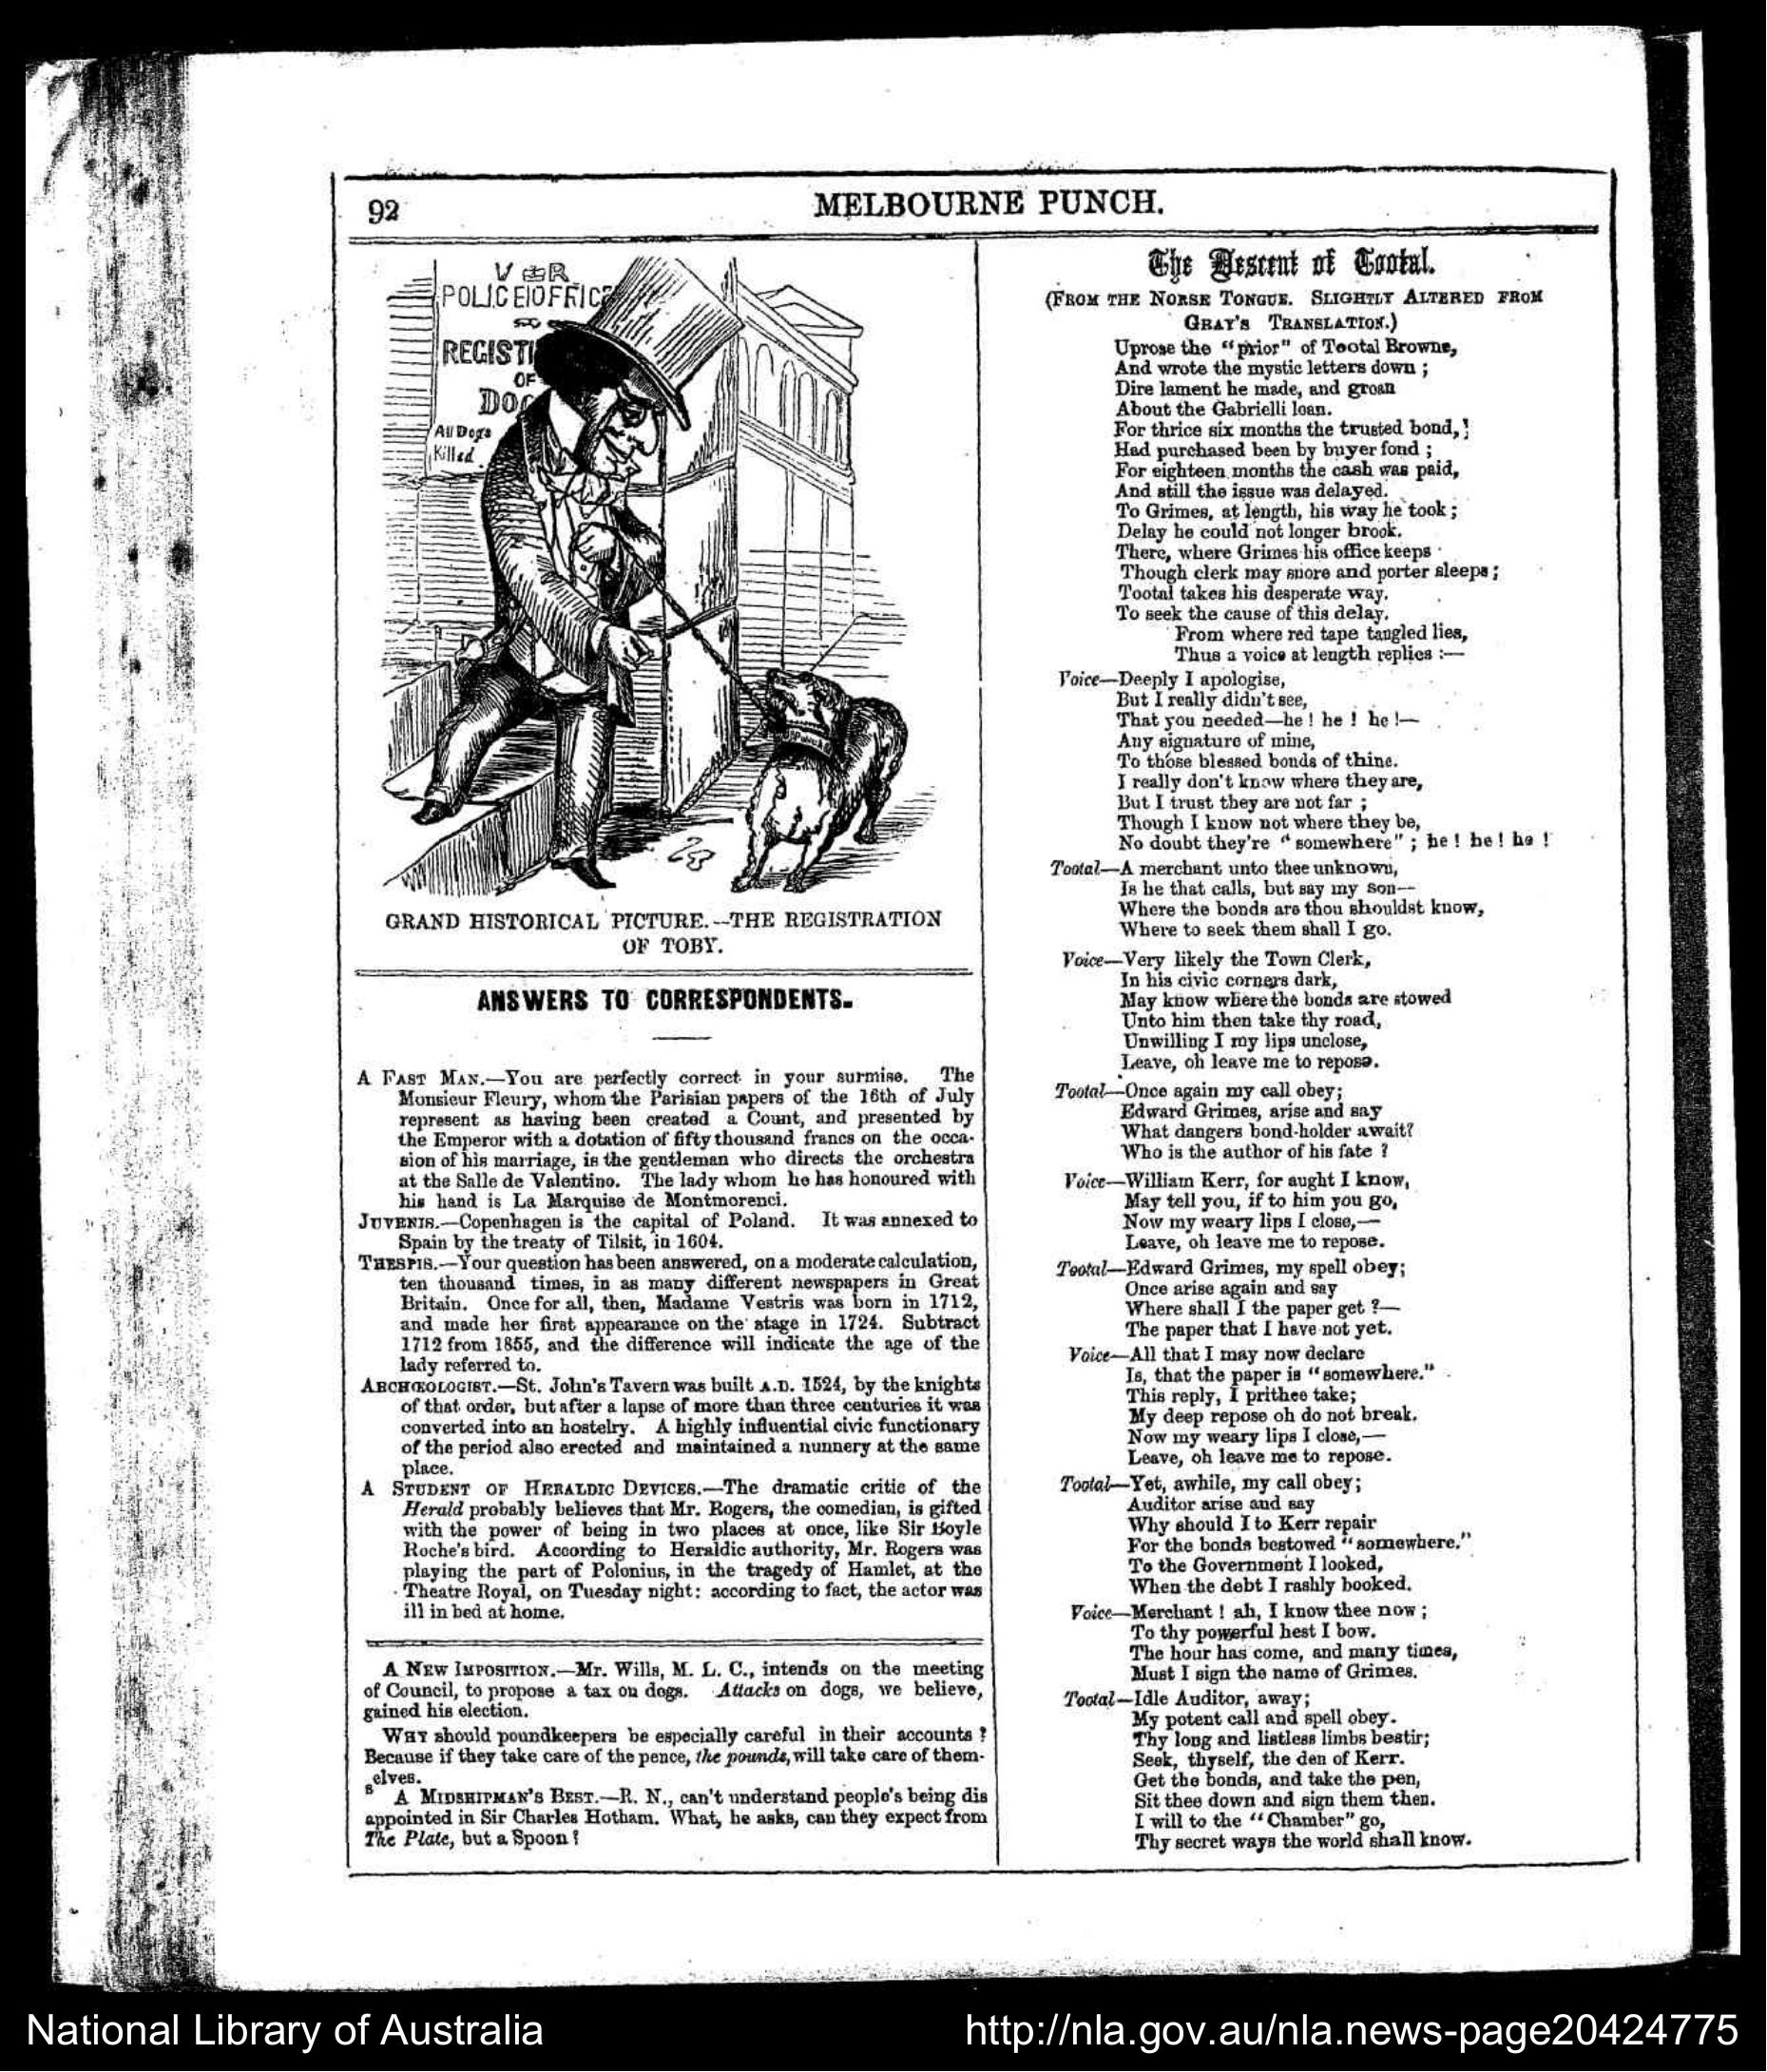 92
MELBOURNE PUNCH.
V R
POLICE OFFICE
REGISTR
OF
DOG
All Dogs
Killed
GRAND HISTORICAL PICTURE.--THE REGISTRATION
OF TOBY.
ANSWERS TO CORRESPONDENTS.
A FAST MAN.—You are perfectly correct in your surmise. The
Monsieur Fleury, whom the Parisian papers of the 16th of July
represent as having been created a Count, and presented by
the Emperor with a dotation of fifty thousand francs on the occa-
sion of his marriage, is the gentleman who directs the orchestra
at the Salle de Valentino. The lady whom he has honoured with
his hand is La Marquise de Montmorenci.
JUVENIS.—Copenhagen is the capital of Poland. It was annexed to
Spain by the treaty of Tilsit, in 1604.
THESPIS.—Your question has been answered, on a moderate calculation,
ten thousand times, in as many different newspapers in Great
Britain. Once for all, then, Madame Vestris was born in 1712,
and made her first appearance on the stage in 1724. Subtract
1712 from 1855, and the difference will indicate the age of the
lady referred to.
ARCHŒOLOGIST.—St. John's Tavern was built A.D. 1524, by the knights
of that order, but after a lapse of more than three centuries it was
converted into an hostelry. A highly influential civic functionary
of the period also erected and maintained a nunnery at the same
place.
A STUDENT OF HERALDIC DEVICES.—The dramatic critic of the
Herald probably believes that Mr. Rogers, the comedian, is gifted
with the power of being in two places at once, like Sir Boyle
Roche's bird. According to Heraldic authority, Mr. Rogers was
playing the part of Polonius, in the tragedy of Hamlet, at the
Theatre Royal, on Tuesday night: according to fact, the actor was
ill in bed at home.
A NEW IMPOSITION.—Mr. Wills, M. L. C., intends on the meeting
of Council, to propose a tax on dogs. Attacks on dogs, we believe,
gained his election.
WHY should poundkeepers be especially careful in their accounts?
Because if they take care of the pence, the pounds, will take care of them-
selves.
A MIDSHIPMAN'S BEST.—R. N., can't understand people's being dis
appointed in Sir Charles Hotham. What, he asks, can they expect from
The Plate, but a Spoon?
The Descent of Tootal.
(FROM THE NORSE TONGUE. SLIGHTLY ALTERED FROM
GRAY'S TRANSLATION.)
Uprose the "prior" of Tootal Browne,
And wrote the mystic letters down;
Dire lament he made, and groan
About the Gabrielli loan.
For thrice six months the trusted bond,
Had purchased been by buyer fond;
For eighteen months the cash was paid,
And still the issue was delayed.
To Grimes, at length, his way he took;
Delay he could not longer brook.
There, where Grimes his office keeps
Though clerk may snore and porter sleeps;
Tootal takes his desperate way,
To seek the cause of this delay.
From where red tape tangled lies,
Thus a voice at length replies:—
Voice—Deeply I apologise,
But I really didn't see,
That you needed—he! he! he!—
Any signature of mine,
To those blessed bonds of thine.
I really don't know where they are,
But I trust they are not far;
Though I know not where they be,
No doubt they're "somewhere"; he! he! he!
Tootal—A merchant unto thee unknown,
Is he that calls, but say my son--
Where the bonds are thou shouldst know,
Where to seek them shall I go.
Voice—Very likely the Town Clerk,
In his civic corners dark,
May know where the bonds are stowed
Unto him then take thy road,
Unwilling I my lips unclose,
Leave, oh leave me to repose.
Tootal—Once again my call obey;
Edward Grimes, arise and say
What dangers bond-holder await?
Who is the author of his fate?
Voice—William Kerr, for aught I know,
May tell you, if to him you go,
Now my weary lips I close,—
Leave, oh leave me to repose.
Tootal—Edward Grimes, my spell obey;
Once arise again and say
Where shall I the paper get?—
The paper that I have not yet.
Voice—All that I may now declare
Is, that the paper is "somewhere."
This reply, I prithee take;
My deep repose oh do not break.
Now my weary lips I close,—
Leave, oh leave me to repose.
Tootal—Yet, awhile, my call obey;
Auditor arise and say
Why should I to Kerr repair
For the bonds bestowed "somewhere."
To the Government I looked,
When the debt I rashly booked.
Voice—Merchant! ah, I know thee now;
To thy powerful hest I bow.
The hour has come, and many times,
Must I sign the name of Grimes.
Tootal—Idle Auditor, away;
My potent call and spell obey.
Thy long and listless limbs bestir;
Seek, thyself, the den of Kerr.
Get the bonds, and take the pen,
Sit thee down and sign them then.
I will to the "Chamber" go,
Thy secret ways the world shall know.
National Library of Australia
http://nla.gov.au/nla.news-page20424775